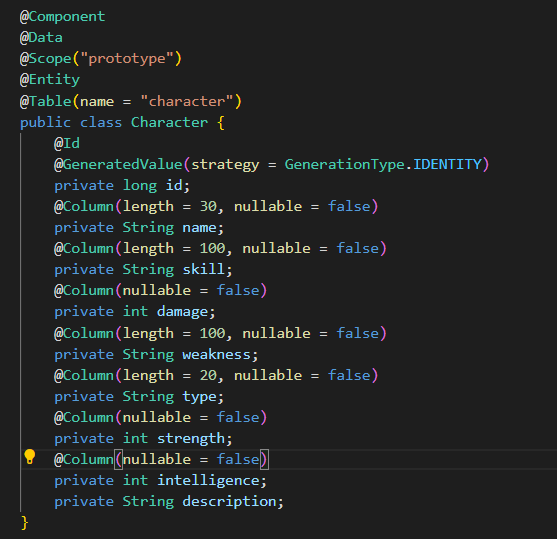 @Component
@Data
@Scope("prototype")
@Entity
@Table(name = "character")
public class Character {
    @Id
    @GeneratedValue(strategy = GenerationType.IDENTITY)
    private long id;
    @Column(length = 30, nullable = false)
    private String name;
    @Column(length = 100, nullable = false)
    private String skill;
    @Column(nullable = false)
    private int damage;
    @Column(length = 100, nullable = false)
    private String weakness;
    @Column(length = 20, nullable = false)
    private String type;
    @Column(nullable = false)
    private int strength;
    @Column(nullable = false)
    private int intelligence;
    private String description;
}